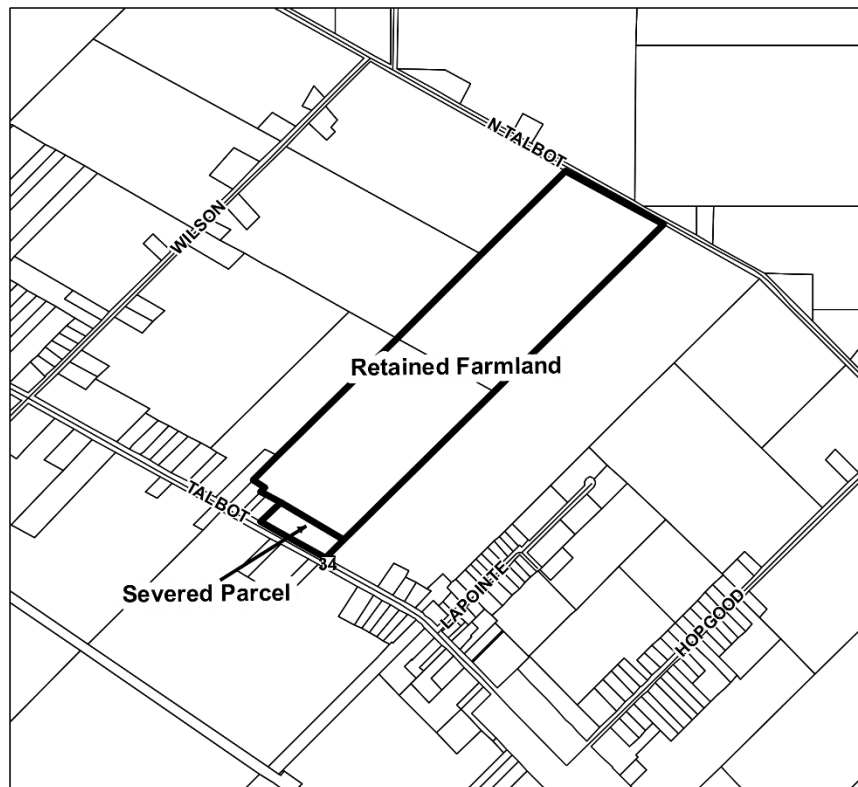 N TALBOT
WILSON
Retained Farmland
TALBOT
34
Severed Parcel
LAPOINTE
HOPGOOD